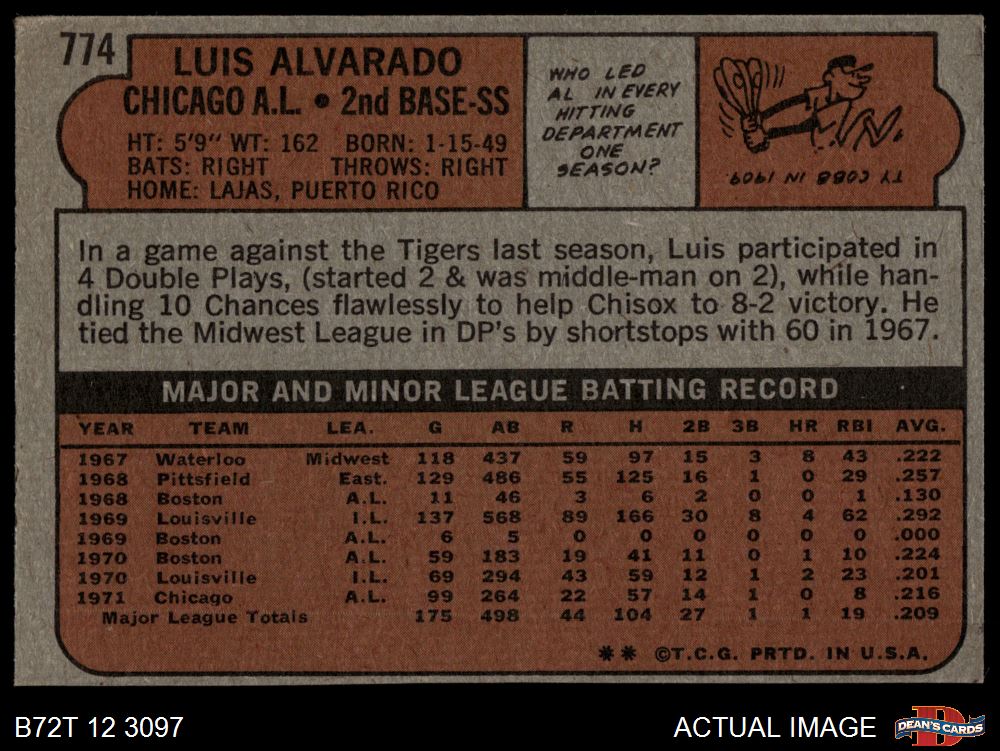 774
LUIS ALVARADO
CHICAGO A.L. • 2nd BASE-SS
HT: 5'9" WT: 162 BORN: 1-15-49
BATS: RIGHT THROWS: RIGHT
HOME: LAJAS, PUERTO RICO
WHO LED
AL IN EVERY
HITTING
DEPARTMENT
ONE
SEASON?
TY COBB IN 1909.
In a game against the Tigers last season, Luis participated in
4 Double Plays, (started 2 & was middle-man on 2), while han-
dling 10 Chances flawlessly to help Chisox to 8-2 victory. He
tied the Midwest League in DP's by shortstops with 60 in 1967.
MAJOR AND MINOR LEAGUE BATTING RECORD
YEAR TEAM LEA. G AB R H 2B 3B HR RBI AVG.
1967 Waterloo Midwest 118 437 59 97 15 3 8 43 .222
1968 Pittsfield East. 129 486 55 125 16 1 0 29 .257
1968 Boston A.L. 11 46 3 6 2 0 0 1 .130
1969 Louisville I.L. 137 568 89 166 30 8 4 62 .292
1969 Boston A.L. 6 5 0 0 0 0 0 0 .000
1970 Boston A.L. 59 183 19 41 11 0 1 10 .224
1970 Louisville I.L. 69 294 43 59 12 1 2 23 .201
1971 Chicago A.L. 99 264 22 57 14 1 0 8 .216
Major League Totals 175 498 44 104 27 1 1 19 .209
** ©T.C.G. PRTD. IN U.S.A.
B72T 12 3097
ACTUAL IMAGE
DEAN'S CARDS